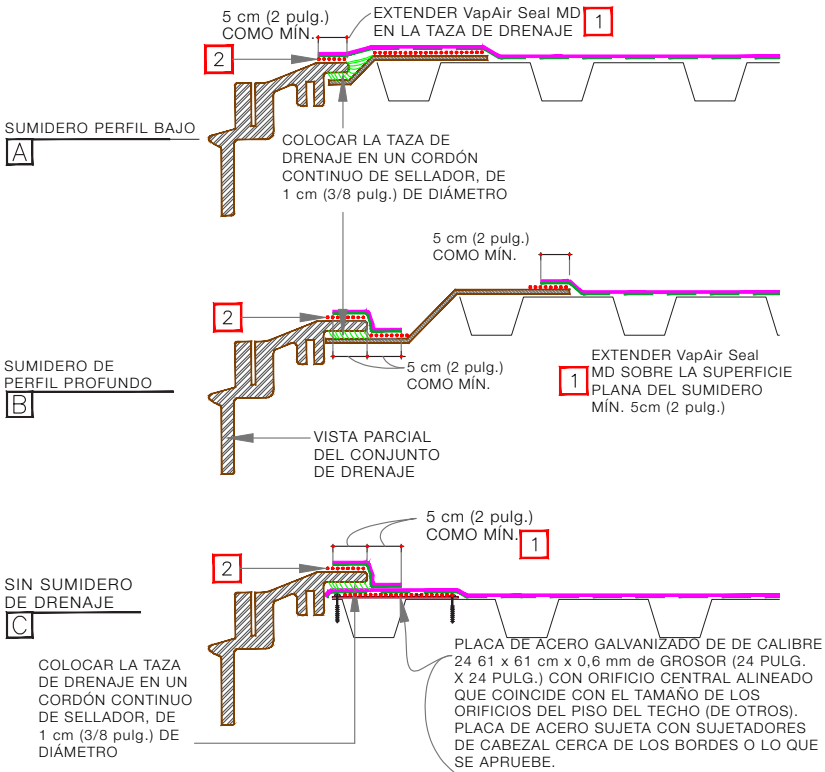 5 cm (2 pulg.)
COMO MÍN.
EXTENDER VapAir Seal MD
EN LA TAZA DE DRENAJE
1
2
SUMIDERO PERFIL BAJO
A
COLOCAR LA TAZA DE
DRENAJE EN UN CORDÓN
CONTINUO DE SELLADOR, DE
1 cm (3/8 pulg.) DE DIÁMETRO
5 cm (2 pulg.)
COMO MÍN.
2
SUMIDERO DE
PERFIL PROFUNDO
B
5 cm (2 pulg.)
COMO MÍN.
1
EXTENDER VapAir Seal
MD SOBRE LA SUPERFICIE
PLANA DEL SUMIDERO
MÍN. 5cm (2 pulg.)
VISTA PARCIAL
DEL CONJUNTO
DE DRENAJE
5 cm (2 pulg.)
COMO MÍN.
1
2
SIN SUMIDERO
DE DRENAJE
C
COLOCAR LA TAZA
DE DRENAJE EN UN
CORDÓN CONTINUO
DE SELLADOR, DE
1 cm (3/8 pulg.) DE
DIÁMETRO
PLACA DE ACERO GALVANIZADO DE DE CALIBRE
24 61 x 61 cm x 0,6 mm de GROSOR (24 PULG.
X 24 PULG.) CON ORIFICIO CENTRAL ALINEADO
QUE COINCIDE CON EL TAMAÑO DE LOS
ORIFICIOS DEL PISO DEL TECHO (DE OTROS).
PLACA DE ACERO SUJETA CON SUJETADORES
DE CABEZAL CERCA DE LOS BORDES O LO QUE
SE APRUEBE.